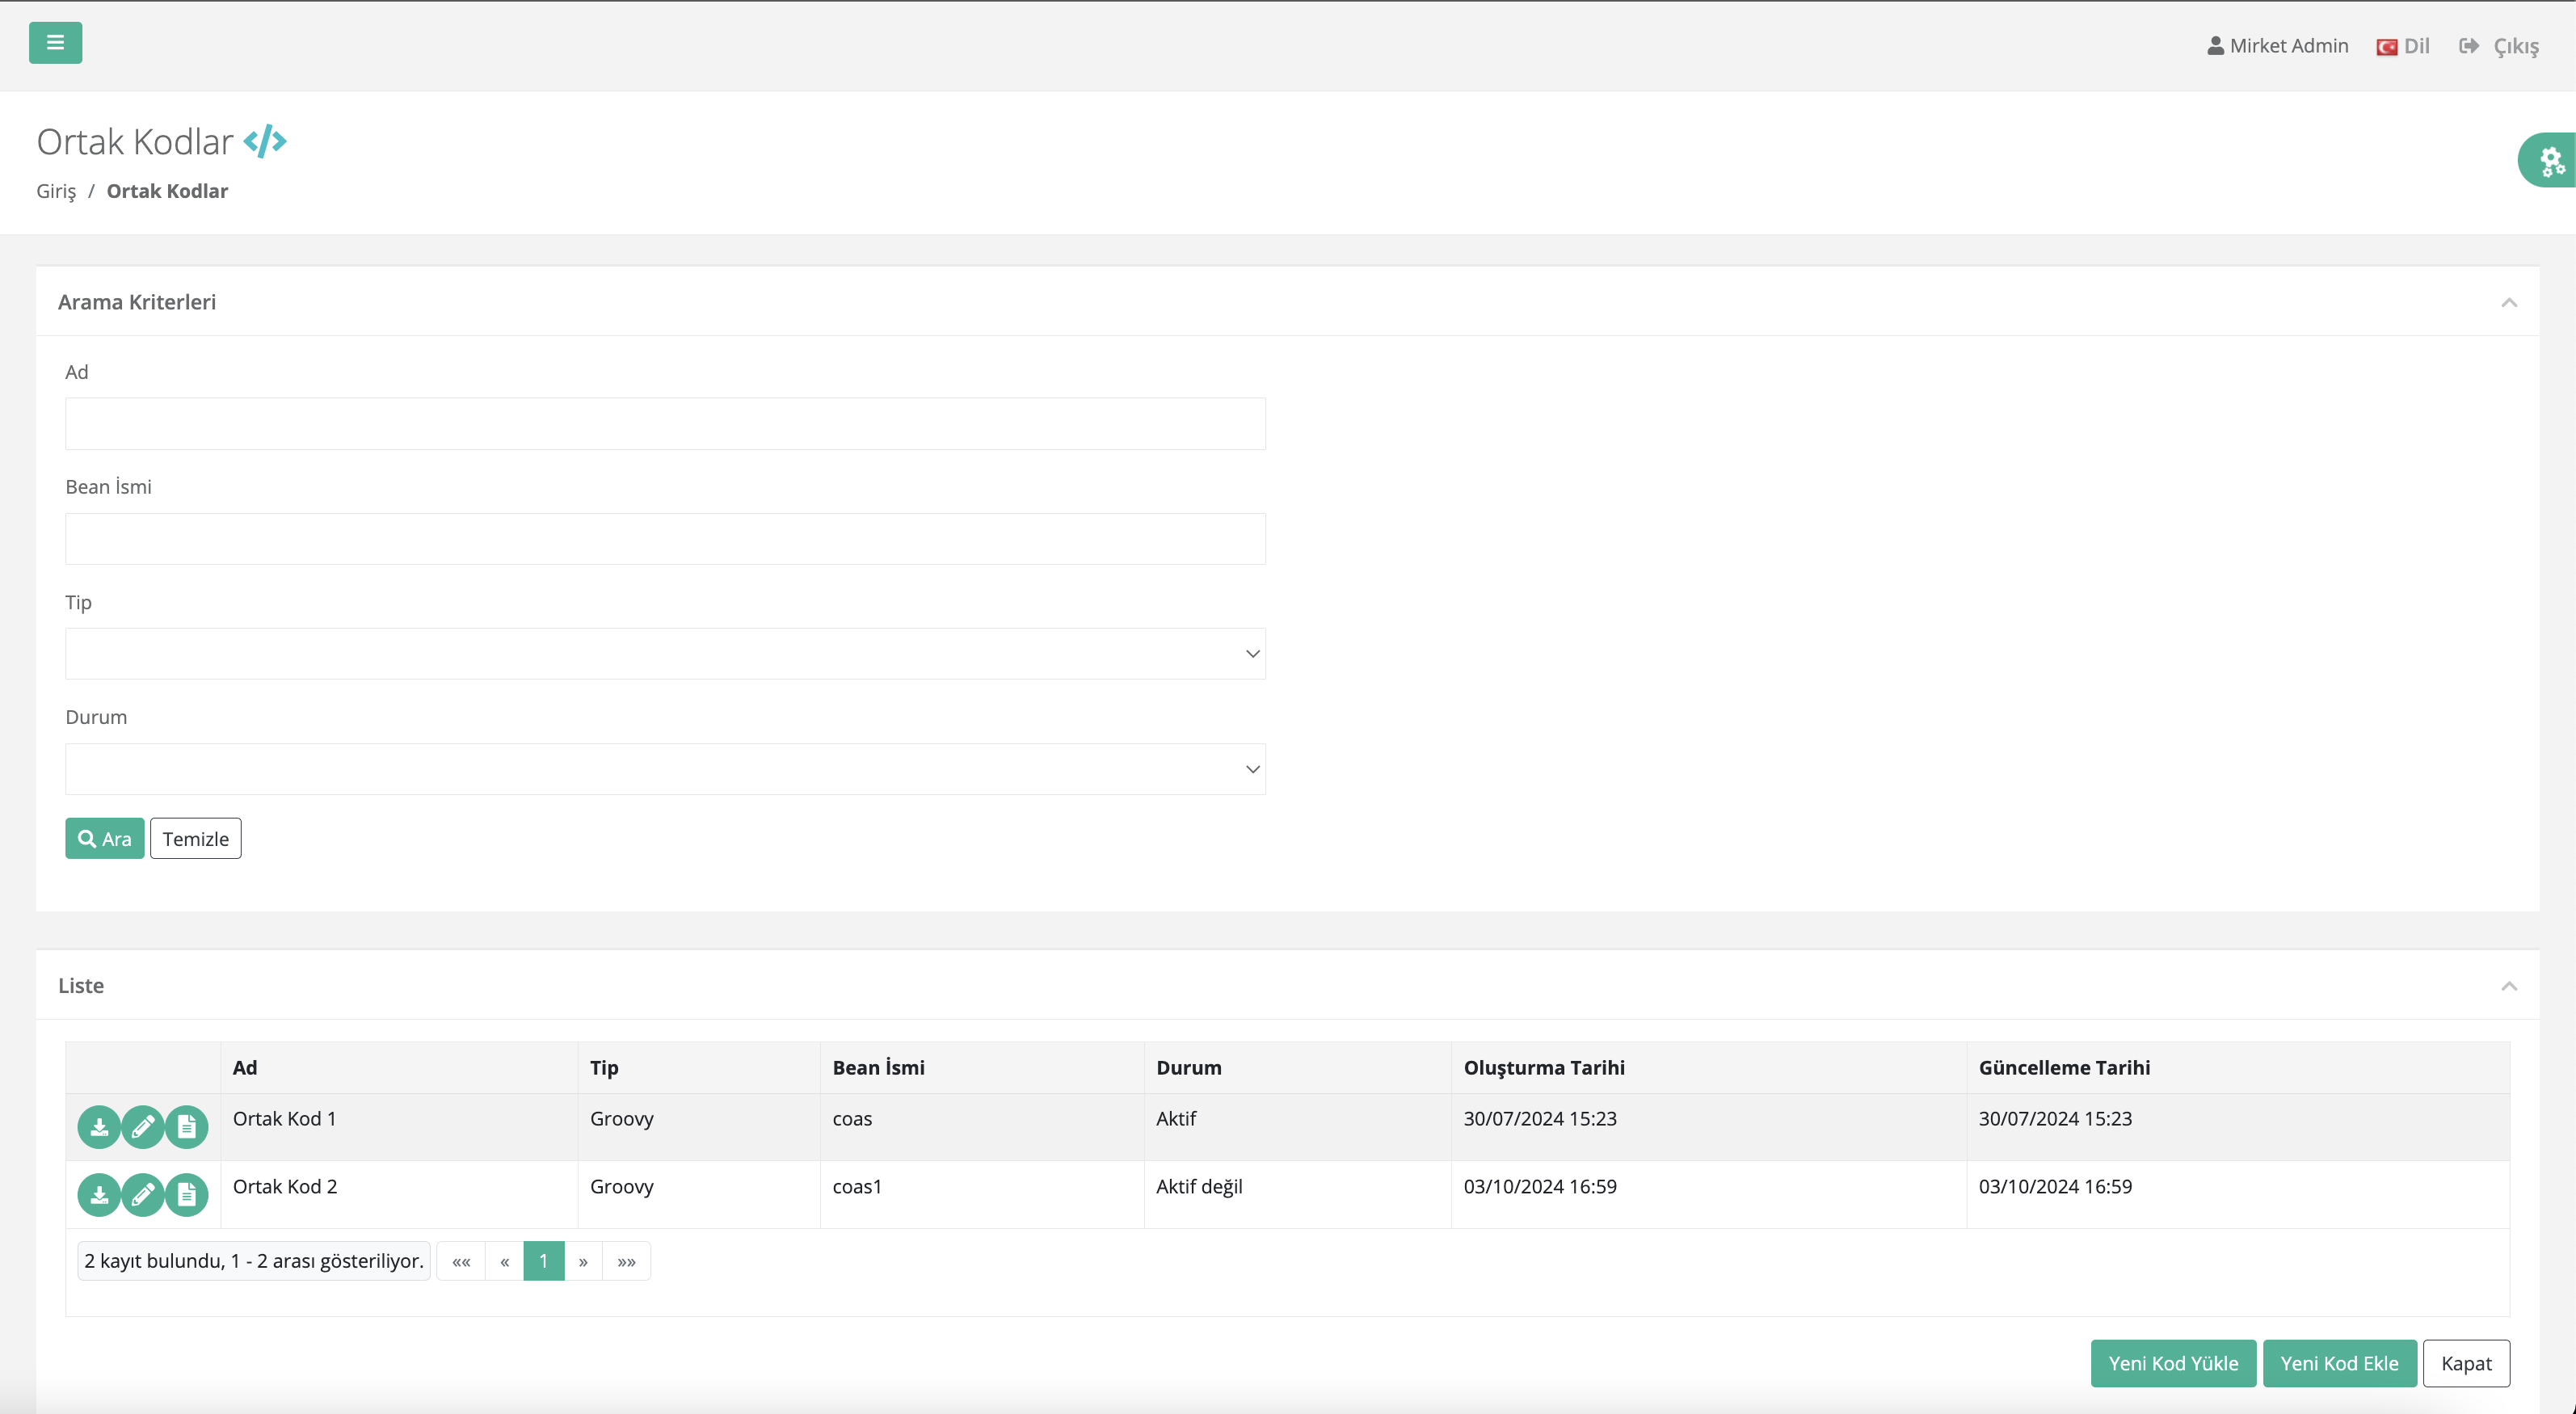 Mirket Admin Dil Çıkış
Ortak Kodlar </>
Giriş / Ortak Kodlar
Arama Kriterleri
Ad
Bean İsmi
Tip
Durum
Ara Temizle
Liste
Ad Tip Bean İsmi Durum Oluşturma Tarihi Güncelleme Tarihi
Ortak Kod 1 Groovy coas Aktif 30/07/2024 15:23 30/07/2024 15:23
Ortak Kod 2 Groovy coas1 Aktif değil 03/10/2024 16:59 03/10/2024 16:59
2 kayıt bulundu, 1 - 2 arası gösteriliyor. «« « 1 » »»
Yeni Kod Yükle Yeni Kod Ekle Kapat